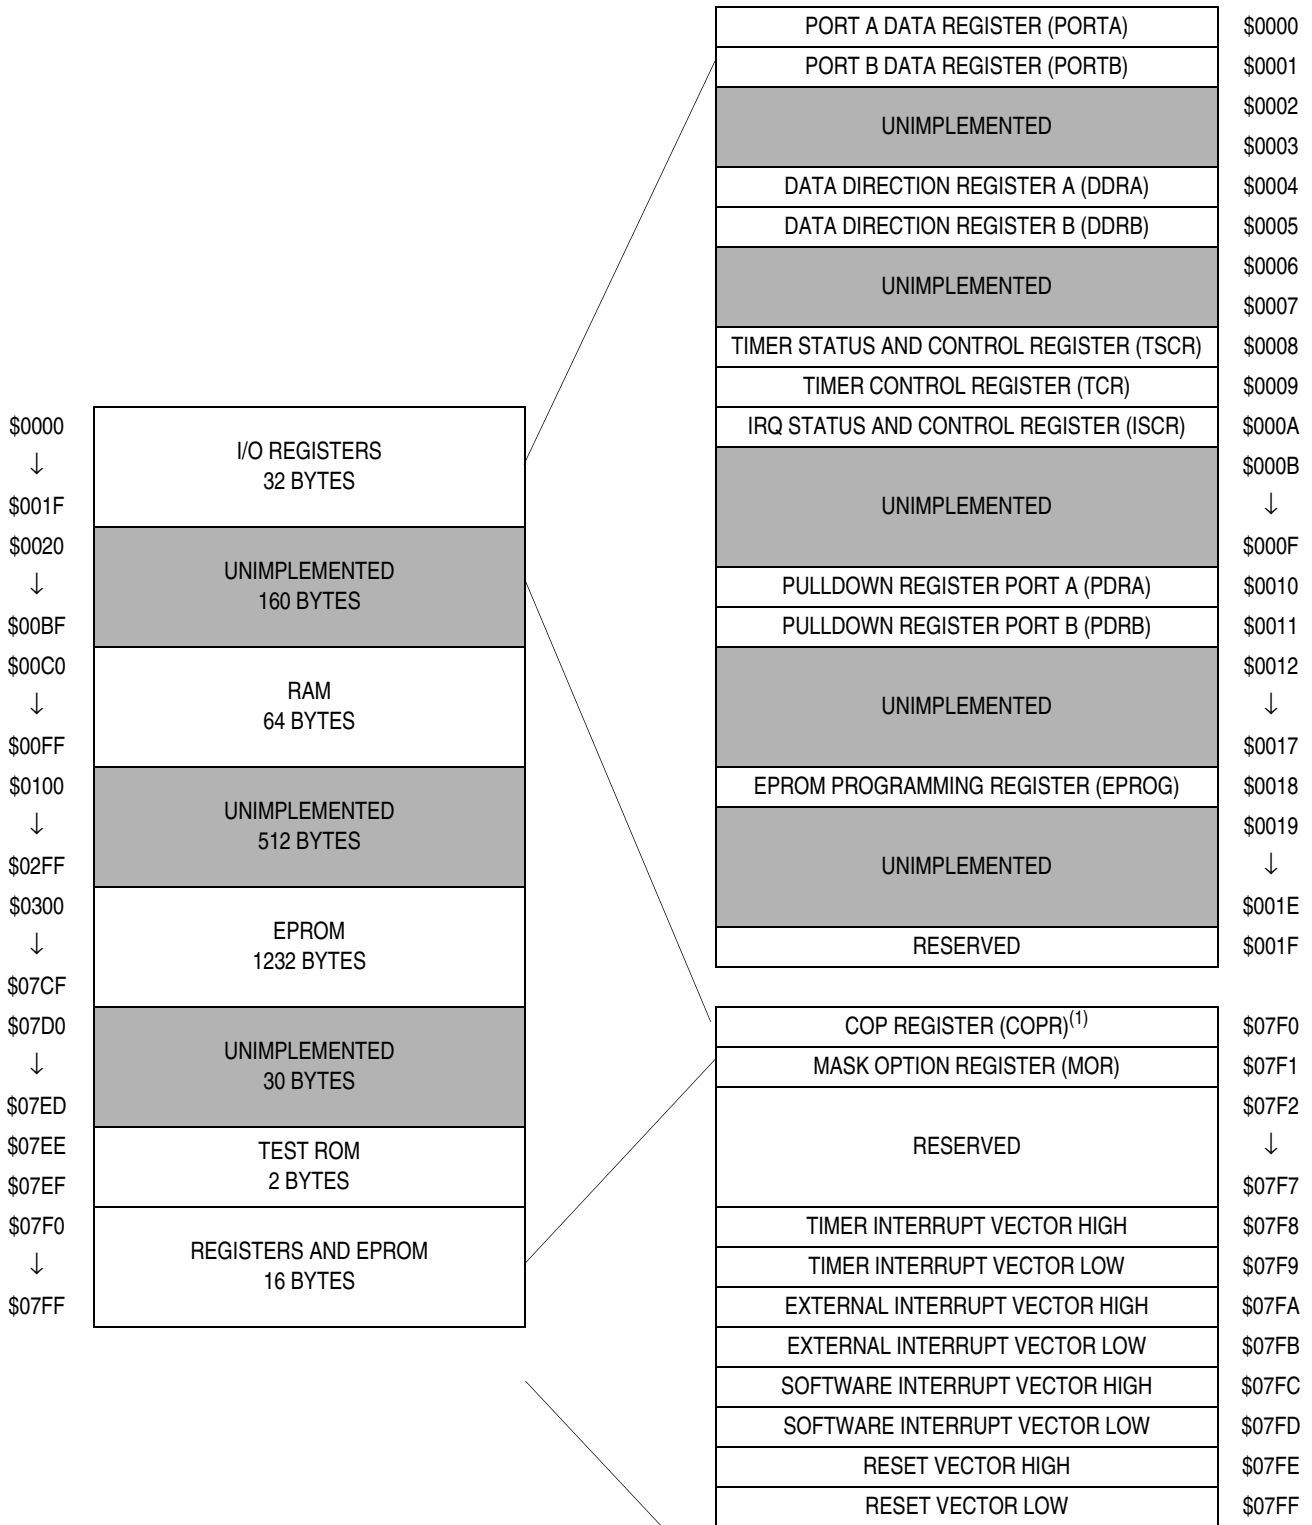 $0000
↓
$001F
I/O REGISTERS
32 BYTES
$0020
↓
$00BF
UNIMPLEMENTED
160 BYTES
$00C0
↓
$00FF
RAM
64 BYTES
$0100
↓
$02FF
UNIMPLEMENTED
512 BYTES
$0300
↓
$07CF
EPROM
1232 BYTES
$07D0
↓
$07ED
UNIMPLEMENTED
30 BYTES
$07EE
$07EF
TEST ROM
2 BYTES
$07F0
↓
$07FF
REGISTERS AND EPROM
16 BYTES
PORT A DATA REGISTER (PORTA) $0000
PORT B DATA REGISTER (PORTB) $0001
UNIMPLEMENTED
$0002
$0003
DATA DIRECTION REGISTER A (DDRA) $0004
DATA DIRECTION REGISTER B (DDRB) $0005
UNIMPLEMENTED
$0006
$0007
TIMER STATUS AND CONTROL REGISTER (TSCR) $0008
TIMER CONTROL REGISTER (TCR) $0009
IRQ STATUS AND CONTROL REGISTER (ISCR) $000A
UNIMPLEMENTED
$000B
↓
$000F
PULLDOWN REGISTER PORT A (PDRA) $0010
PULLDOWN REGISTER PORT B (PDRB) $0011
UNIMPLEMENTED
$0012
↓
$0017
EPROM PROGRAMMING REGISTER (EPROG) $0018
UNIMPLEMENTED
$0019
↓
$001E
RESERVED $001F
COP REGISTER (COPR)(1) $07F0
MASK OPTION REGISTER (MOR) $07F1
RESERVED
$07F2
↓
$07F7
TIMER INTERRUPT VECTOR HIGH $07F8
TIMER INTERRUPT VECTOR LOW $07F9
EXTERNAL INTERRUPT VECTOR HIGH $07FA
EXTERNAL INTERRUPT VECTOR LOW $07FB
SOFTWARE INTERRUPT VECTOR HIGH $07FC
SOFTWARE INTERRUPT VECTOR LOW $07FD
RESET VECTOR HIGH $07FE
RESET VECTOR LOW $07FF